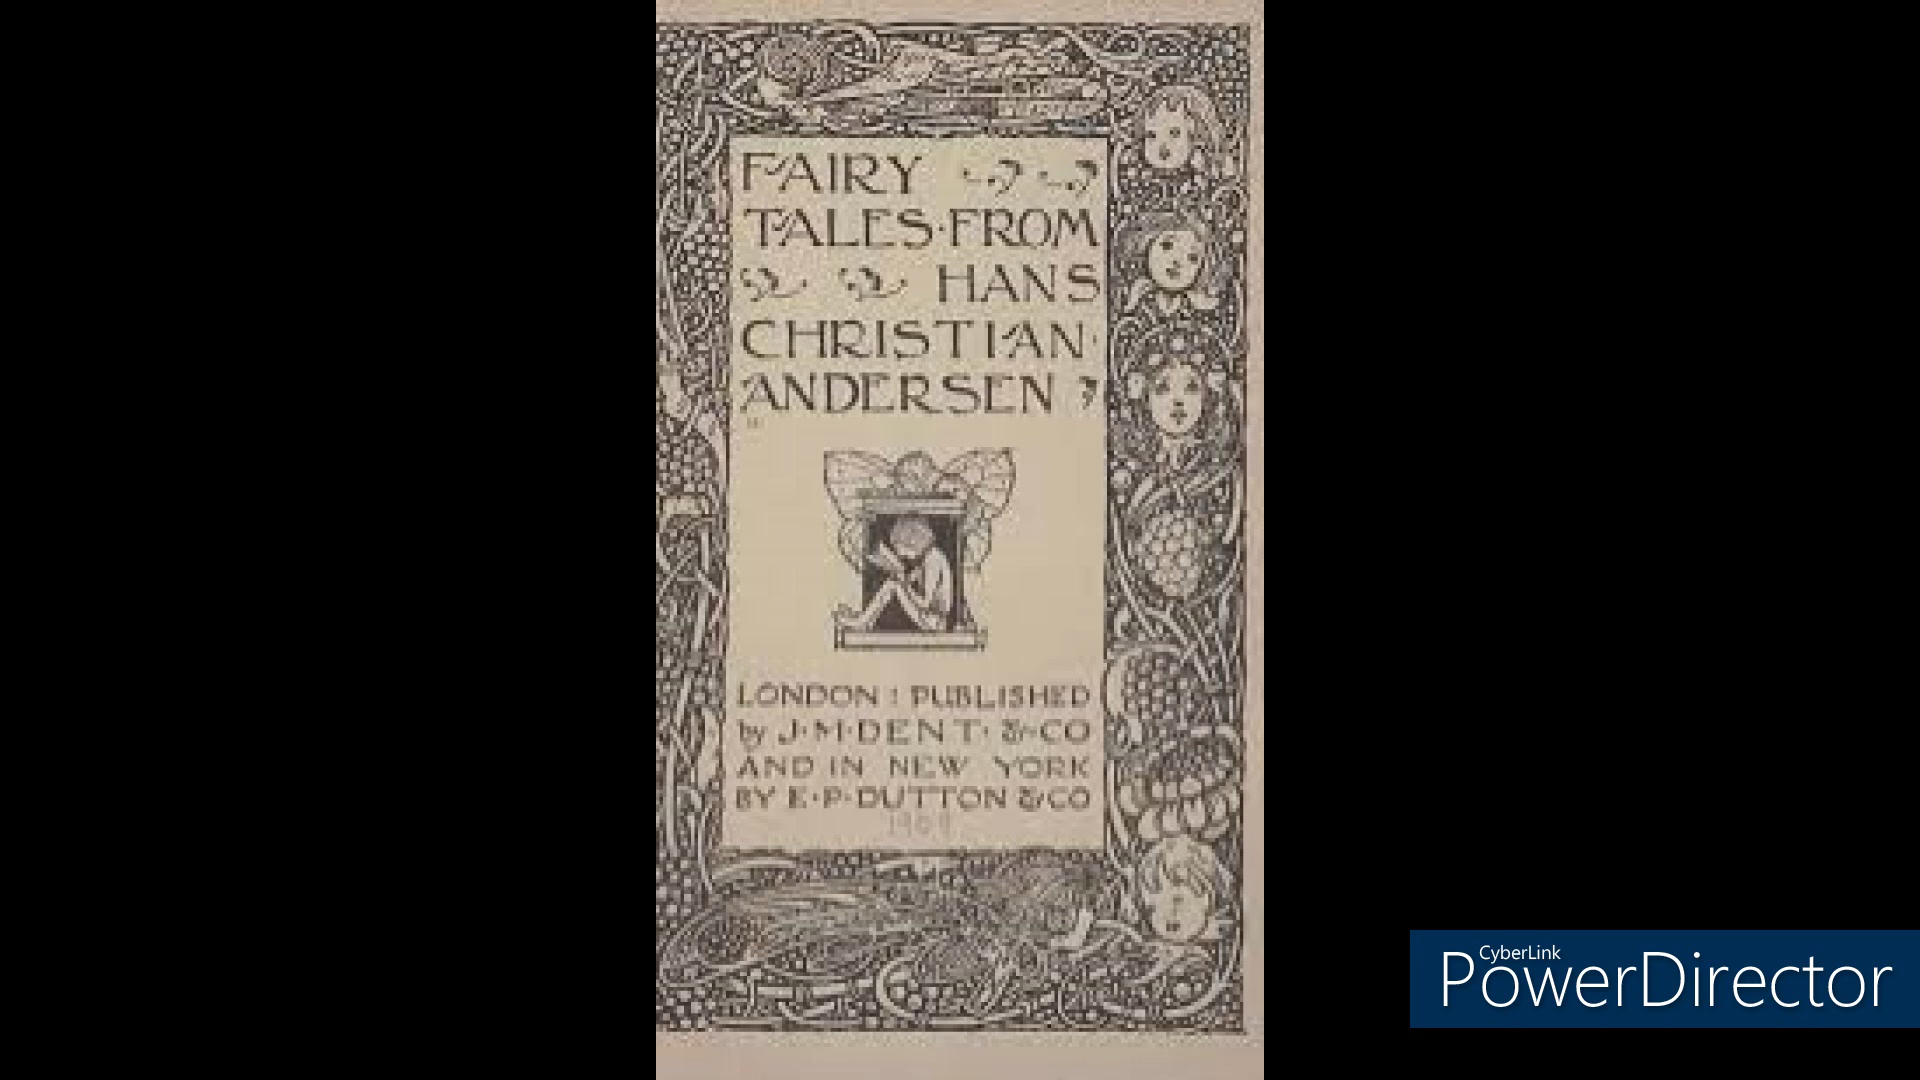 FAIRY
TALES·FROM
HANS
CHRISTIAN·
ANDERSEN
LONDON : PUBLISHED
by J·M·DENT· & CO
AND IN NEW YORK
BY E·P·DUTTON & CO
CyberLink
PowerDirector